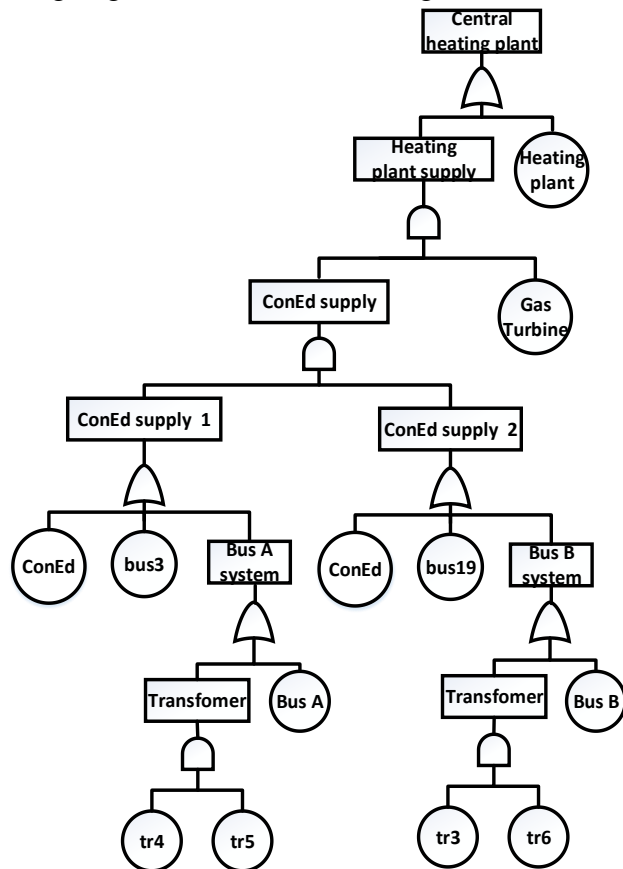 Central
heating plant
Heating
plant supply
Heating
plant
ConEd supply
Gas
Turbine
ConEd supply 1
ConEd supply 2
ConEd
bus3
Bus A
system
ConEd
bus19
Bus B
system
Transfomer
Bus A
Transfomer
Bus B
tr4
tr5
tr3
tr6